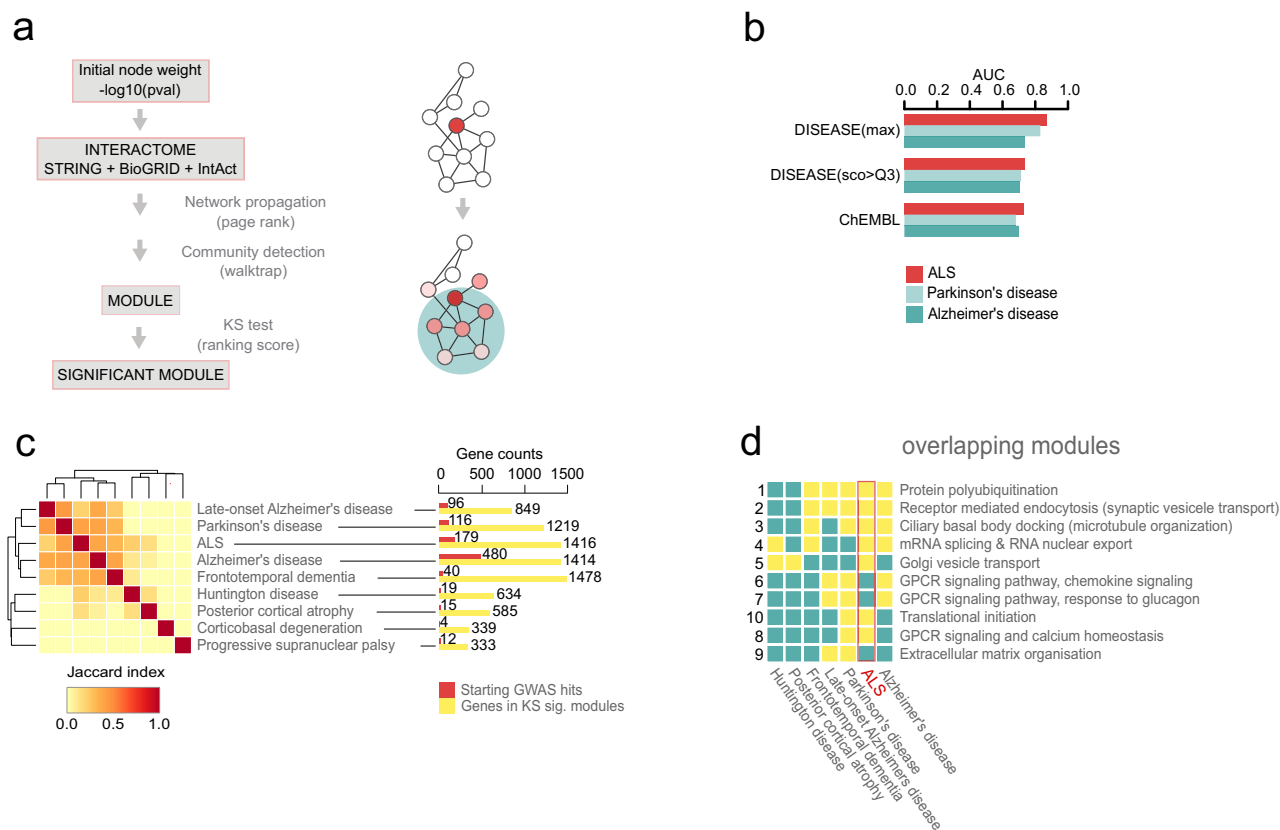 a
Initial node weight
-log10(pval)
INTERACTOME
STRING + BioGRID + IntAct
Network propagation
(page rank)
Community detection
(walktrap)
MODULE
KS test
(ranking score)
SIGNIFICANT MODULE
b
AUC
0.0 0.2 0.4 0.6 0.8 1.0
DISEASE(max)
DISEASE(sco>Q3)
ChEMBL
ALS
Parkinson's disease
Alzheimer's disease
c
Gene counts
0 500 1000 1500
Late-onset Alzheimer's disease 96 849
Parkinson's disease 116 1219
ALS 179 1416
Alzheimer's disease 480 1414
Frontotemporal dementia 40 1478
Huntington disease 19 634
Posterior cortical atrophy 15 585
Corticobasal degeneration 4 339
Progressive supranuclear palsy 12 333
Jaccard index
0.0 0.5 1.0
Starting GWAS hits
Genes in KS sig. modules
d
overlapping modules
1 Protein polyubiquitination
2 Receptor mediated endocytosis (synaptic vesicele transport)
3 Ciliary basal body docking (microtubule organization)
4 mRNA splicing & RNA nuclear export
5 Golgi vesicle transport
6 GPCR signaling pathway, chemokine signaling
7 GPCR signaling pathway, response to glucagon
10 Translational initiation
8 GPCR signaling and calcium homeostasis
9 Extracellular matrix organisation
Huntington disease
Posterior cortical atrophy
Frontotemporal dementia
Late-onset Alzheimers disease
Parkinson's disease
ALS
Alzheimer's disease